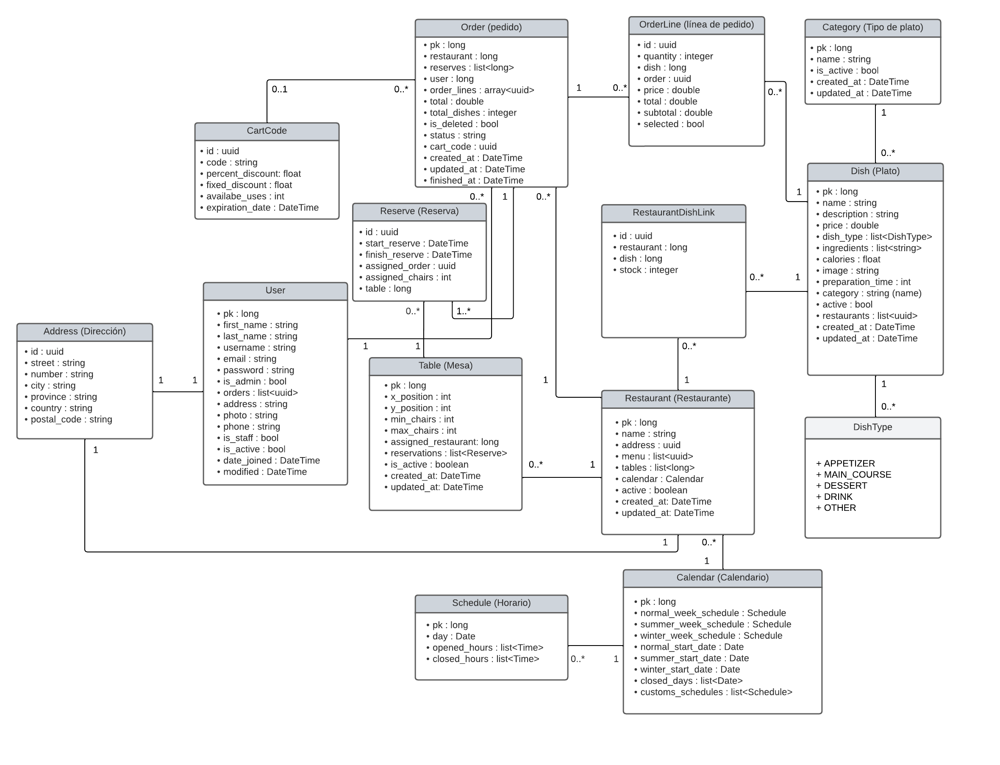 Order (pedido)
• pk : long
• restaurant : long
• reserves : list<long>
• user : long
• order_lines : array<uuid>
• total : double
• total_dishes : integer
• is_deleted : bool
• status : string
• cart_code : uuid
• created_at : DateTime
• updated_at : DateTime
• finished_at : DateTime
OrderLine (línea de pedido)
• id : uuid
• quantity : integer
• dish : long
• order : uuid
• price : double
• total : double
• subtotal : double
• selected : bool
Category (Tipo de plato)
• pk : long
• name : string
• is_active : bool
• created_at : DateTime
• updated_at : DateTime
0..1
0..*
1
0..*
0..*
1
0..*
1
CartCode
• id : uuid
• code : string
• percent_discount: float
• fixed_discount : float
• availabe_uses : int
• expiration_date : DateTime
0..*
1
0..*
Reserve (Reserva)
• id : uuid
• start_reserve : DateTime
• finish_reserve : DateTime
• assigned_order : uuid
• assigned_chairs : int
• table : long
RestaurantDishLink
• id : uuid
• restaurant : long
• dish : long
• stock : integer
Dish (Plato)
• pk : long
• name : string
• description : string
• price : double
• dish_type : list<DishType>
• ingredients : list<string>
• calories : float
• image : string
• preparation_time : int
• category : string (name)
• active : bool
• restaurants : list<uuid>
• created_at : DateTime
• updated_at : DateTime
0..*
1
0..*
1..*
1
1
0..*
1
1
Address (Dirección)
• id : uuid
• street : string
• number : string
• city : string
• province : string
• country : string
• postal_code : string
1
1
1
User
• pk : long
• first_name : string
• last_name : string
• username : string
• email : string
• password : string
• is_admin : bool
• orders : list<uuid>
• address : string
• photo : string
• phone : string
• is_staff : bool
• is_active : bool
• date_joined : DateTime
• modified : DateTime
Table (Mesa)
• pk : long
• x_position : int
• y_position : int
• min_chairs : int
• max_chairs : int
• assigned_restaurant: long
• reservations : list<Reserve>
• is_active : boolean
• created_at: DateTime
• updated_at: DateTime
0..*
1
Restaurant (Restaurante)
• pk : long
• name : string
• address : uuid
• menu : list<uuid>
• tables : list<long>
• calendar : Calendar
• active : boolean
• created_at: DateTime
• updated_at: DateTime
1
0..*
DishType
+ APPETIZER
+ MAIN_COURSE
+ DESSERT
+ DRINK
+ OTHER
1
0..*
1
Schedule (Horario)
• pk : long
• day : Date
• opened_hours : list<Time>
• closed_hours : list<Time>
0..*
1
Calendar (Calendario)
• pk : long
• normal_week_schedule : Schedule
• summer_week_schedule : Schedule
• winter_week_schedule : Schedule
• normal_start_date : Date
• summer_start_date : Date
• winter_start_date : Date
• closed_days : list<Date>
• customs_schedules : list<Schedule>